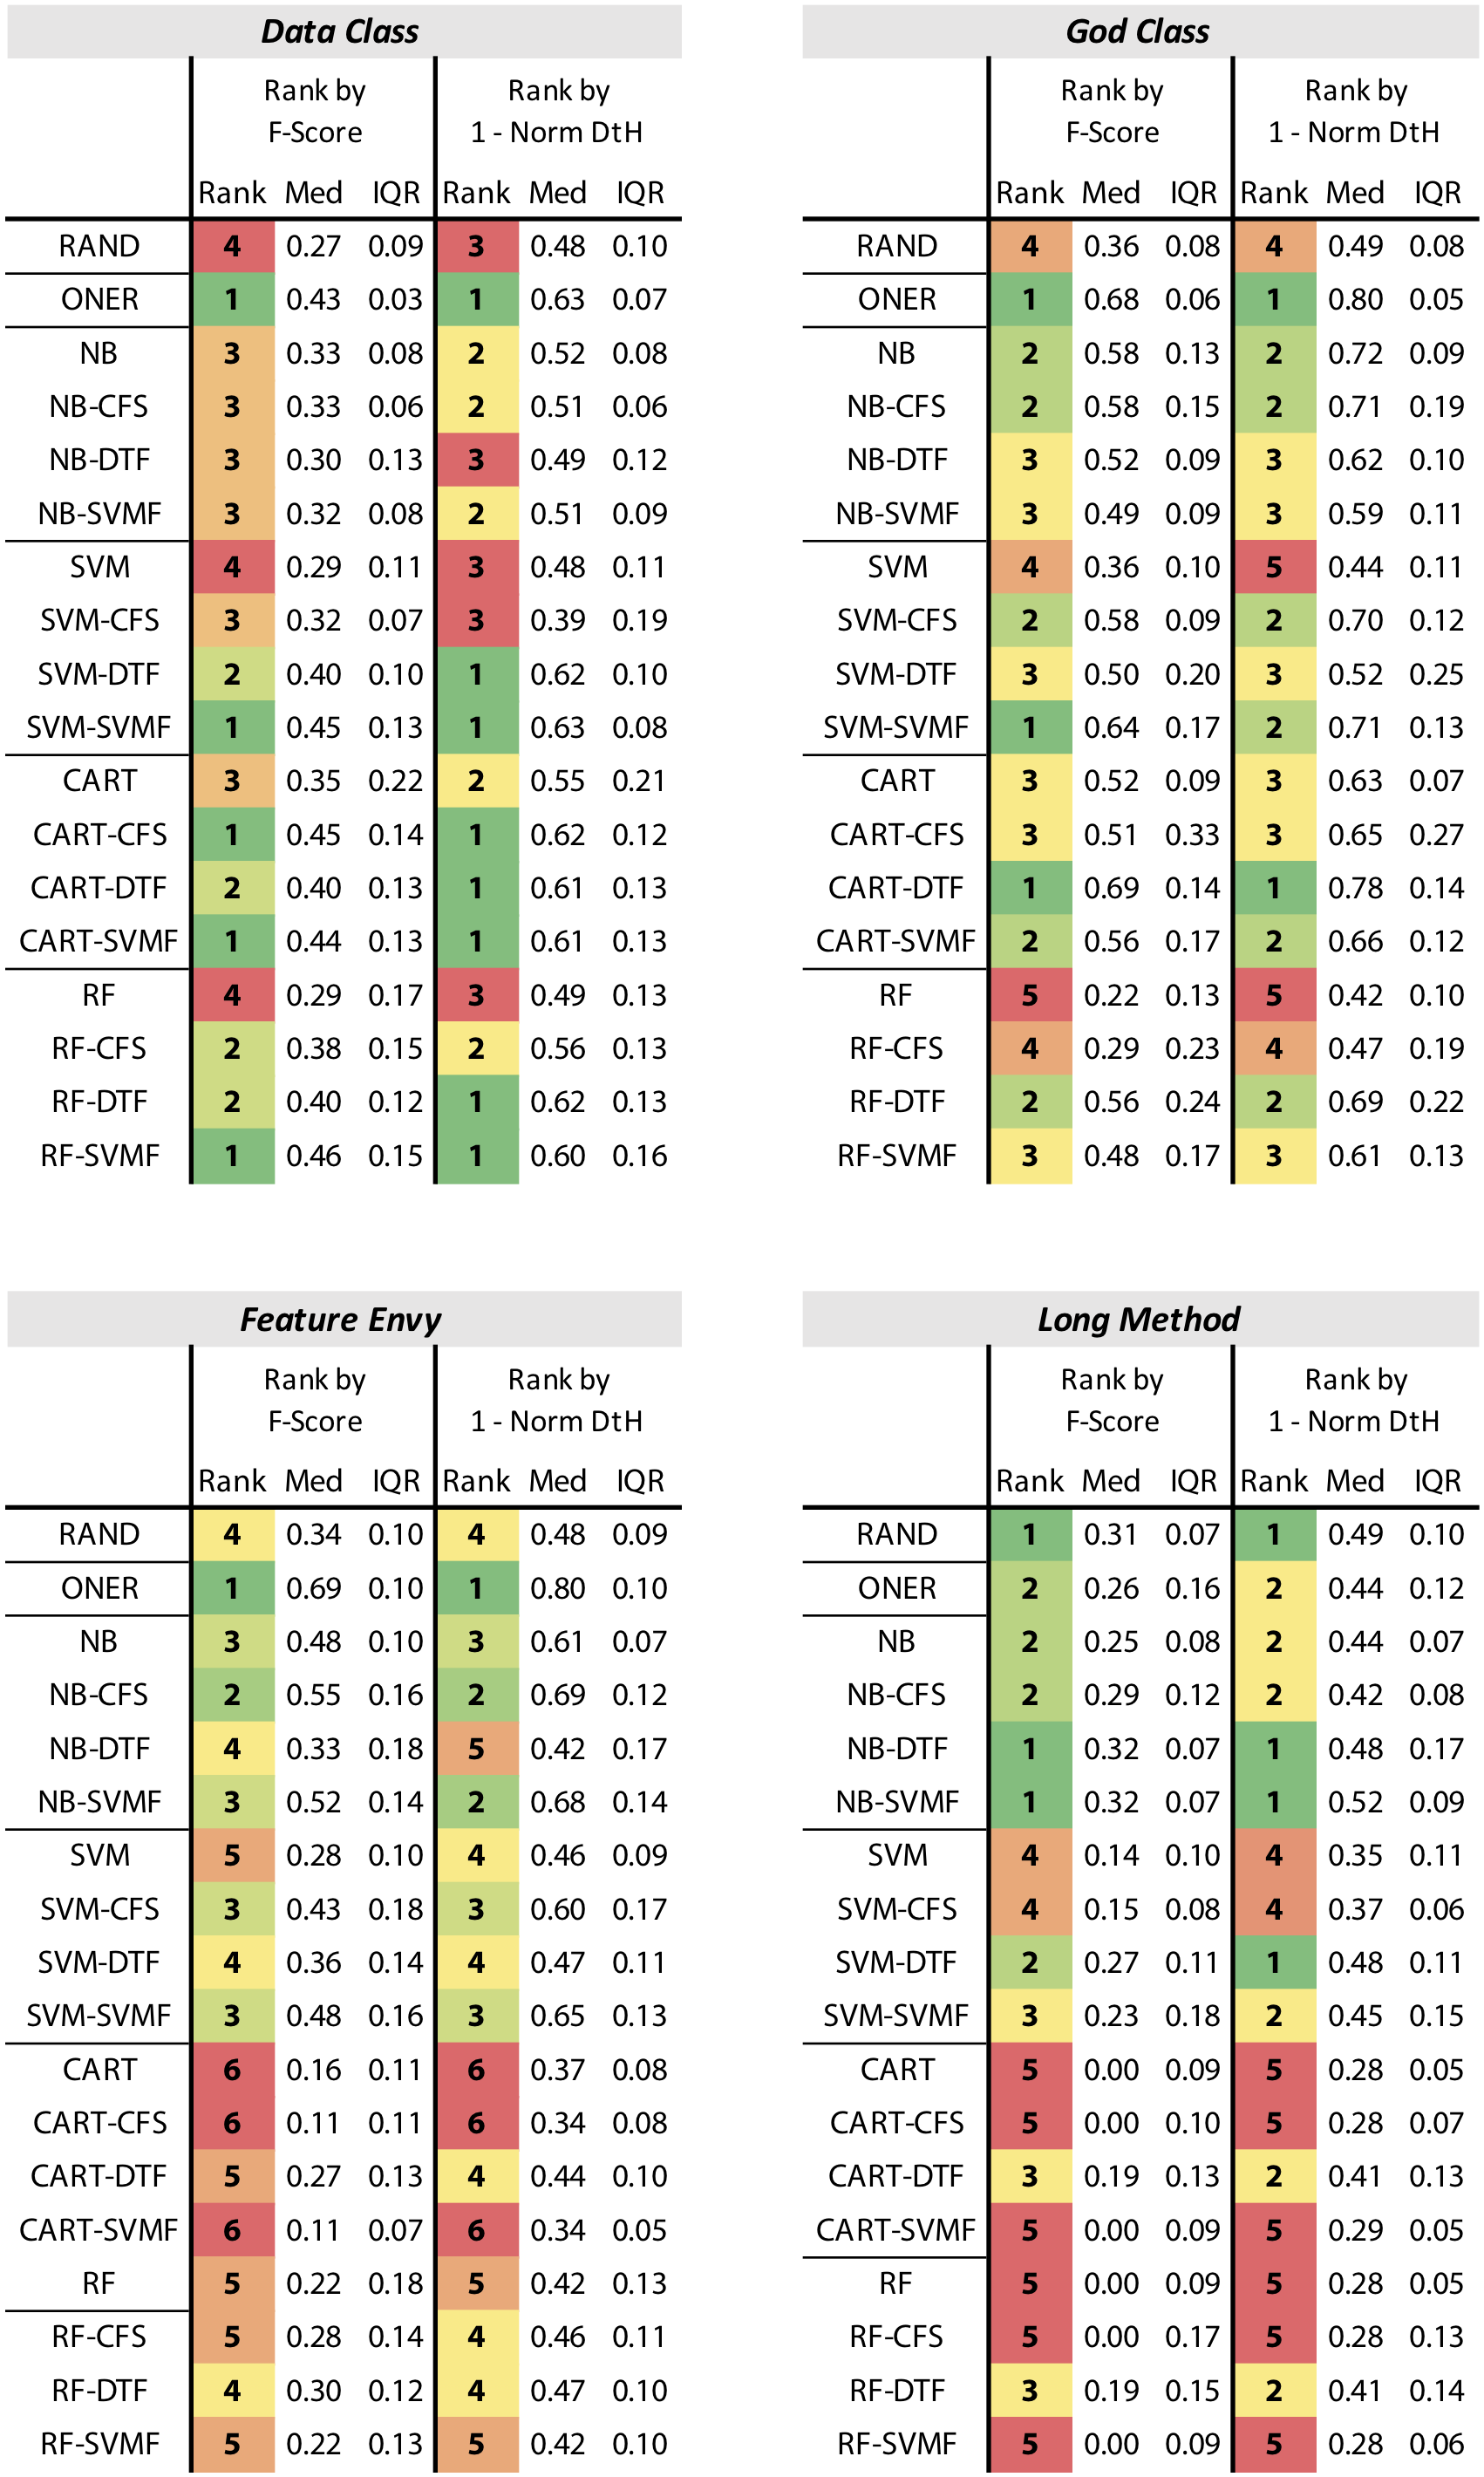 Data Class
Rank by Rank by
F-Score 1 - Norm DtH
Rank Med IQR Rank Med IQR
RAND 4 0.27 0.09 3 0.48 0.10
ONER 1 0.43 0.03 1 0.63 0.07
NB 3 0.33 0.08 2 0.52 0.08
NB-CFS 3 0.33 0.06 2 0.51 0.06
NB-DTF 3 0.30 0.13 3 0.49 0.12
NB-SVMF 3 0.32 0.08 2 0.51 0.09
SVM 4 0.29 0.11 3 0.48 0.11
SVM-CFS 3 0.32 0.07 3 0.39 0.19
SVM-DTF 2 0.40 0.10 1 0.62 0.10
SVM-SVMF 1 0.45 0.13 1 0.63 0.08
CART 3 0.35 0.22 2 0.55 0.21
CART-CFS 1 0.45 0.14 1 0.62 0.12
CART-DTF 2 0.40 0.13 1 0.61 0.13
CART-SVMF 1 0.44 0.13 1 0.61 0.13
RF 4 0.29 0.17 3 0.49 0.13
RF-CFS 2 0.38 0.15 2 0.56 0.13
RF-DTF 2 0.40 0.12 1 0.62 0.13
RF-SVMF 1 0.46 0.15 1 0.60 0.16
God Class
Rank by Rank by
F-Score 1 - Norm DtH
Rank Med IQR Rank Med IQR
RAND 4 0.36 0.08 4 0.49 0.08
ONER 1 0.68 0.06 1 0.80 0.05
NB 2 0.58 0.13 2 0.72 0.09
NB-CFS 2 0.58 0.15 2 0.71 0.19
NB-DTF 3 0.52 0.09 3 0.62 0.10
NB-SVMF 3 0.49 0.09 3 0.59 0.11
SVM 4 0.36 0.10 5 0.44 0.11
SVM-CFS 2 0.58 0.09 2 0.70 0.12
SVM-DTF 3 0.50 0.20 3 0.52 0.25
SVM-SVMF 1 0.64 0.17 2 0.71 0.13
CART 3 0.52 0.09 3 0.63 0.07
CART-CFS 3 0.51 0.33 3 0.65 0.27
CART-DTF 1 0.69 0.14 1 0.78 0.14
CART-SVMF 2 0.56 0.17 2 0.66 0.12
RF 5 0.22 0.13 5 0.42 0.10
RF-CFS 4 0.29 0.23 4 0.47 0.19
RF-DTF 2 0.56 0.24 2 0.69 0.22
RF-SVMF 3 0.48 0.17 3 0.61 0.13
Feature Envy
Rank by Rank by
F-Score 1 - Norm DtH
Rank Med IQR Rank Med IQR
RAND 4 0.34 0.10 4 0.48 0.09
ONER 1 0.69 0.10 1 0.80 0.10
NB 3 0.48 0.10 3 0.61 0.07
NB-CFS 2 0.55 0.16 2 0.69 0.12
NB-DTF 4 0.33 0.18 5 0.42 0.17
NB-SVMF 3 0.52 0.14 2 0.68 0.14
SVM 5 0.28 0.10 4 0.46 0.09
SVM-CFS 3 0.43 0.18 3 0.60 0.17
SVM-DTF 4 0.36 0.14 4 0.47 0.11
SVM-SVMF 3 0.48 0.16 3 0.65 0.13
CART 6 0.16 0.11 6 0.37 0.08
CART-CFS 6 0.11 0.11 6 0.34 0.08
CART-DTF 5 0.27 0.13 4 0.44 0.10
CART-SVMF 6 0.11 0.07 6 0.34 0.05
RF 5 0.22 0.18 5 0.42 0.13
RF-CFS 5 0.28 0.14 4 0.46 0.11
RF-DTF 4 0.30 0.12 4 0.47 0.10
RF-SVMF 5 0.22 0.13 5 0.42 0.10
Long Method
Rank by Rank by
F-Score 1 - Norm DtH
Rank Med IQR Rank Med IQR
RAND 1 0.31 0.07 1 0.49 0.10
ONER 2 0.26 0.16 2 0.44 0.12
NB 2 0.25 0.08 2 0.44 0.07
NB-CFS 2 0.29 0.12 2 0.42 0.08
NB-DTF 1 0.32 0.07 1 0.48 0.17
NB-SVMF 1 0.32 0.07 1 0.52 0.09
SVM 4 0.14 0.10 4 0.35 0.11
SVM-CFS 4 0.15 0.08 4 0.37 0.06
SVM-DTF 2 0.27 0.11 1 0.48 0.11
SVM-SVMF 3 0.23 0.18 2 0.45 0.15
CART 5 0.00 0.09 5 0.28 0.05
CART-CFS 5 0.00 0.10 5 0.28 0.07
CART-DTF 3 0.19 0.13 2 0.41 0.13
CART-SVMF 5 0.00 0.09 5 0.29 0.05
RF 5 0.00 0.09 5 0.28 0.05
RF-CFS 5 0.00 0.17 5 0.28 0.13
RF-DTF 3 0.19 0.15 2 0.41 0.14
RF-SVMF 5 0.00 0.09 5 0.28 0.06